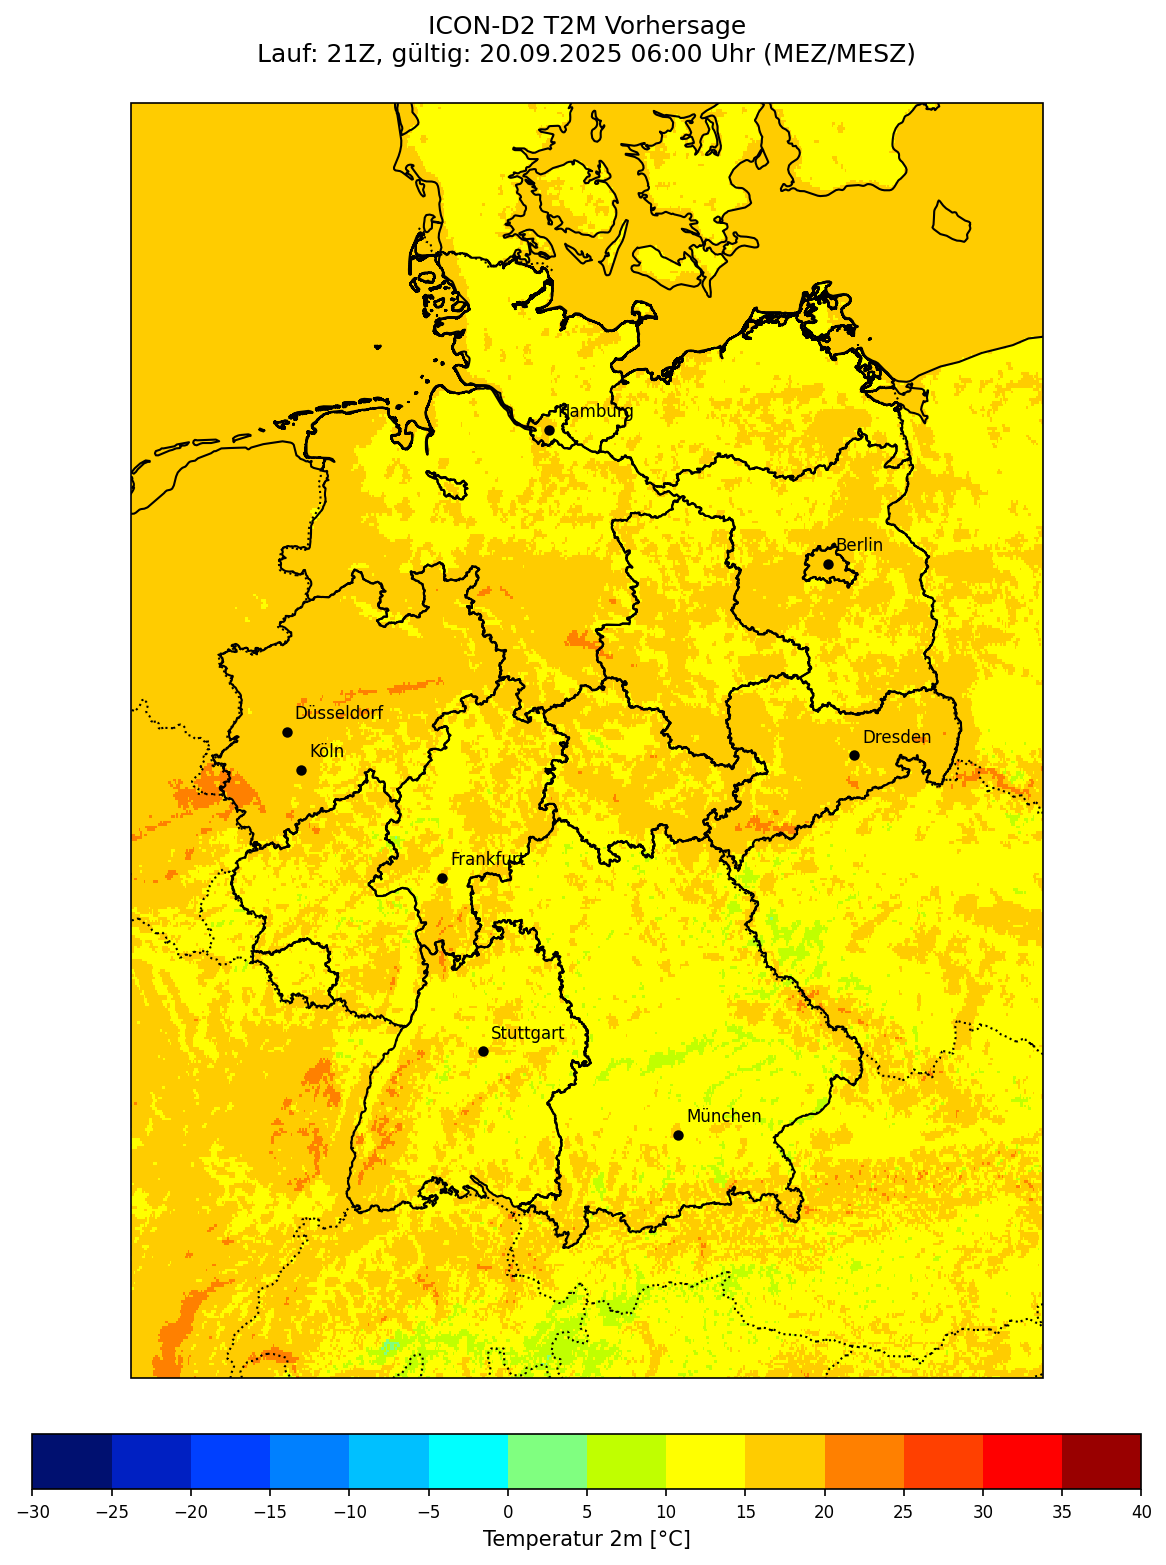 ICON-D2 T2M Vorhersage
Lauf: 21Z, gültig: 20.09.2025 06:00 Uhr (MEZ/MESZ)
Hamburg
Berlin
Düsseldorf
Dresden
Köln
Frankfurt
Stuttgart
München
−30 −25 −20 −15 −10 −5 0 5 10 15 20 25 30 35 40
Temperatur 2m [°C]